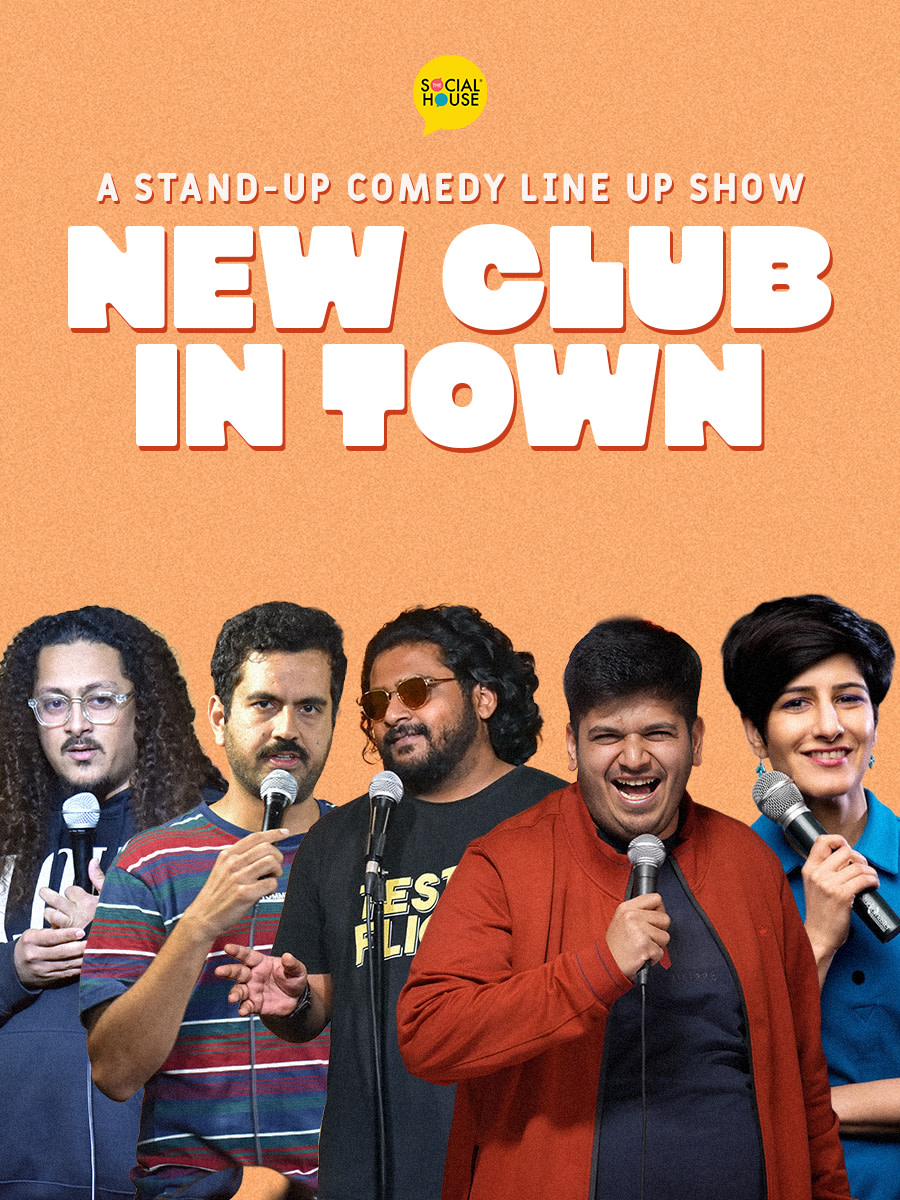 SOCIAL
HOUSE
A STAND-UP COMEDY LINE UP SHOW
NEW CLUB
IN TOWN